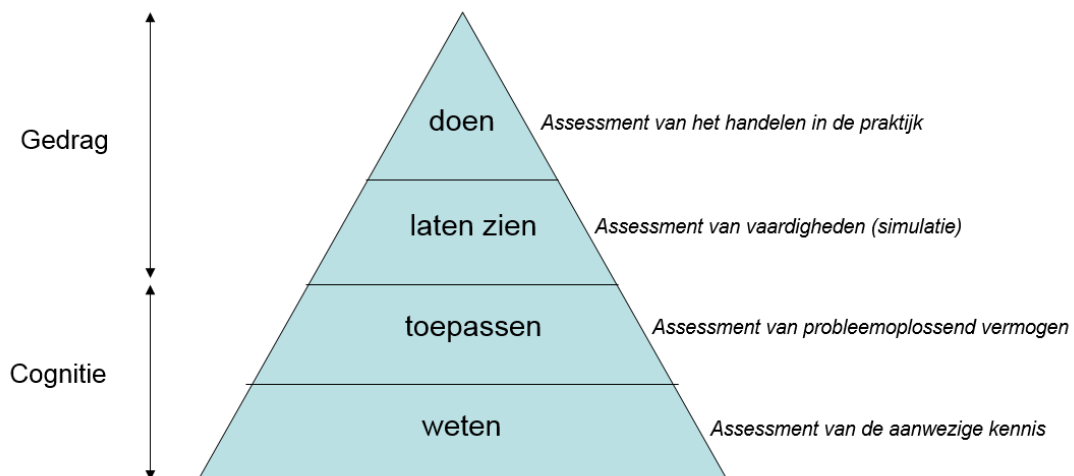 doen
Assessment van het handelen in de praktijk
Gedrag
laten zien
Assessment van vaardigheden (simulatie)
toepassen
Assessment van probleemoplossend vermogen
Cognitie
weten
Assessment van de aanwezige kennis